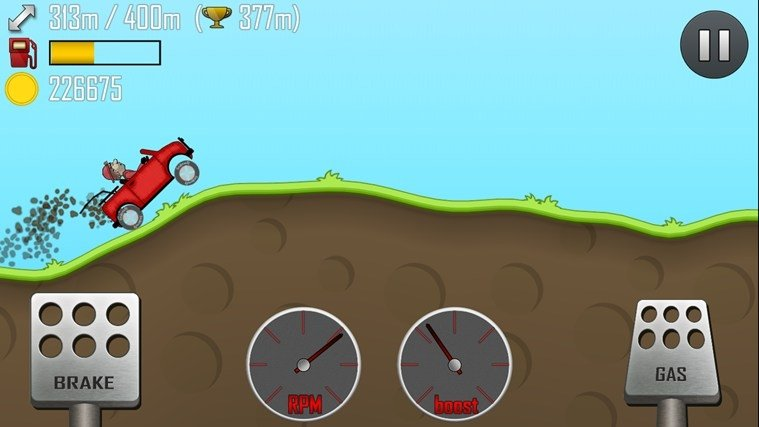 313m / 400m (377m)
226675
BRAKE
RPM
boost
GAS